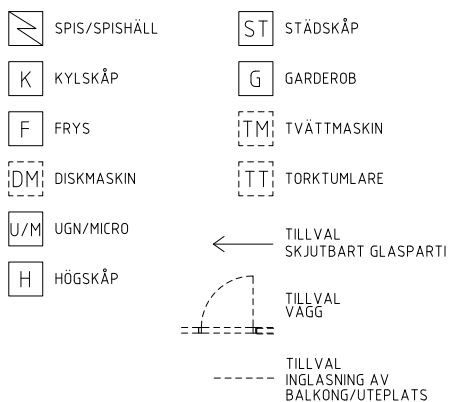 SPIS/SPISHÄLL
K KYLSKÅP
F FRYS
DM DISKMASKIN
U/M UGN/MICRO
H HÖGSKÅP
ST STÄDSKÅP
G GARDEROB
TM TVÄTTMASKIN
TT TORKTUMLARE
TILLVAL
SKJUTBART GLASPARTI
TILLVAL
VÄGG
TILLVAL
INGLASNING AV
BALKONG/UTEPLATS